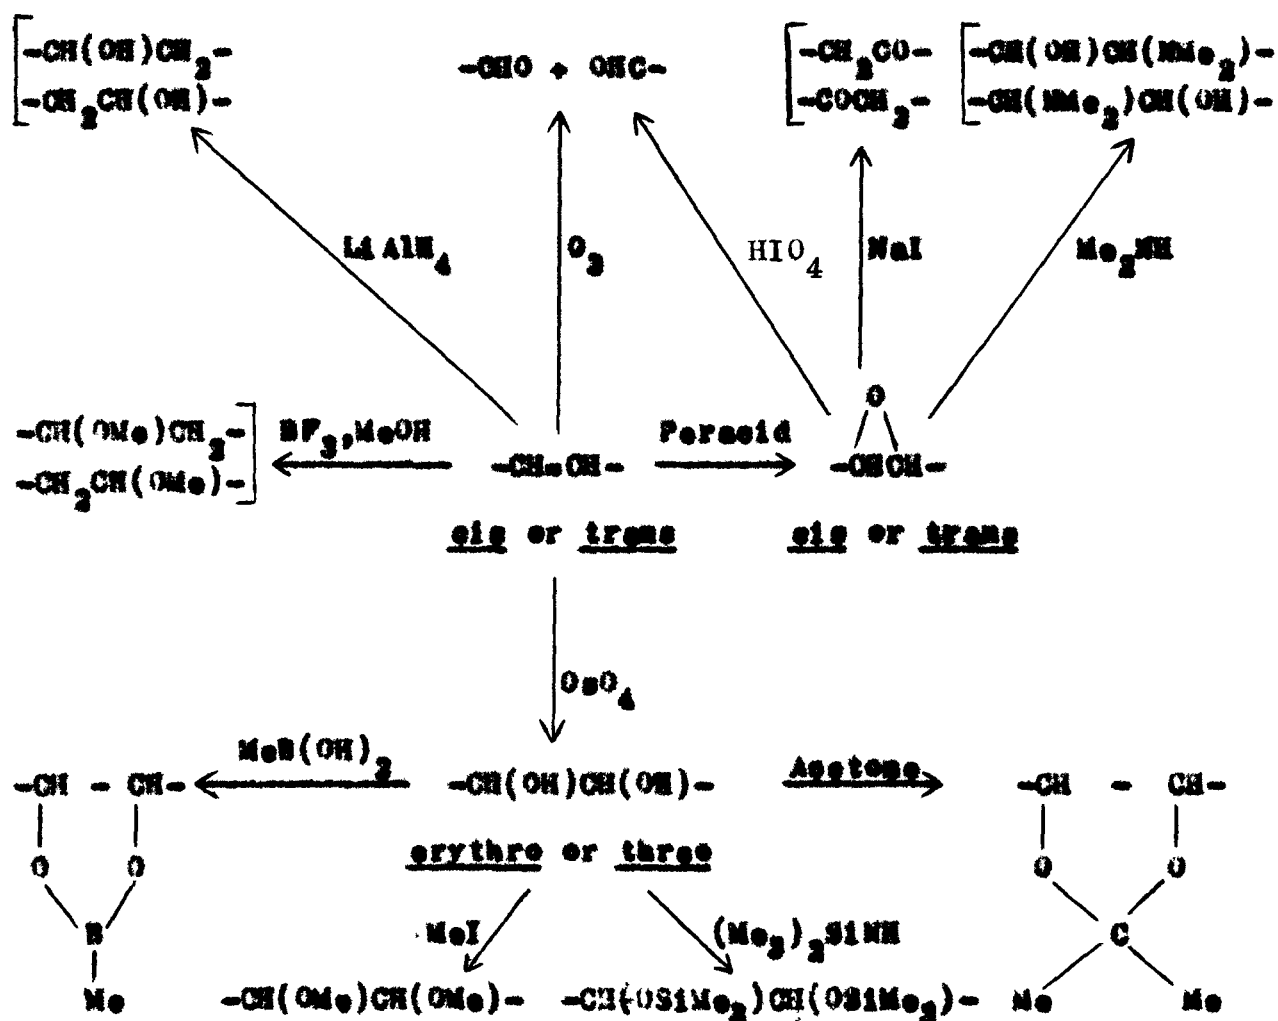 -CH(OH)CH2- -CHO + OHC- -CH2CO- -CH(OH)CH(NMe2)-
-CH2CH(OH)- -COCH2- -CH(NMe2)CH(OH)-
LiAlH4 O3 HIO4 NaI Me2NH
O
-CH(OMe)CH2- BF3,MeOH -CH=CH- Peracid -CHCH-
-CH2CH(OMe)-
cis or trans cis or trans
OsO4
MeB(OH)2 Acetone
-CH - CH- -CH(OH)CH(OH)- -CH - CH-
erythro or threo
O O O O
B MeI (Me3)2SiNH C
Me -CH(OMe)CH(OMe)- -CH(OSiMe3)CH(OSiMe3)- Me Me